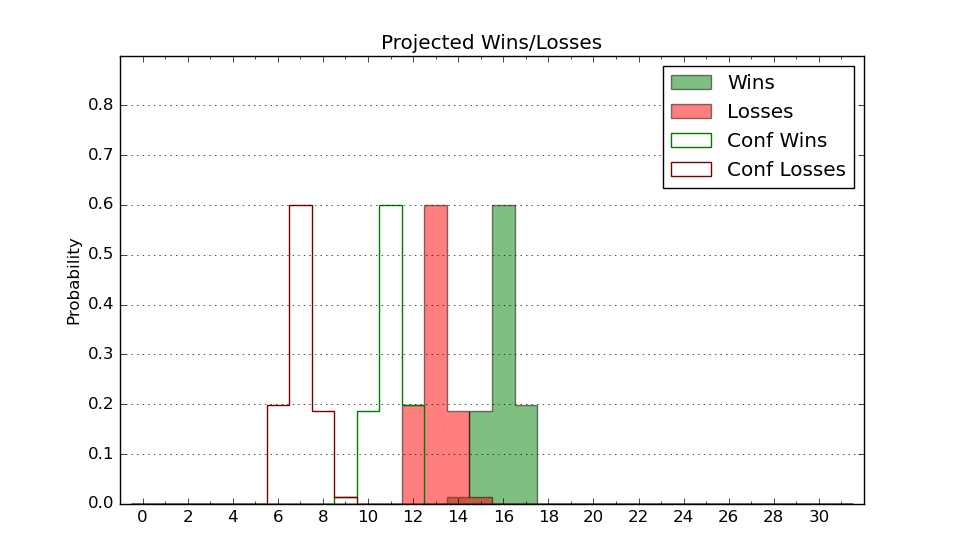 Projected Wins/Losses
Wins
Losses
Conf Wins
Conf Losses
Probability
0.8
0.7
0.6
0.5
0.4
0.3
0.2
0.1
0.0
0 2 4 6 8 10 12 14 16 18 20 22 24 26 28 30